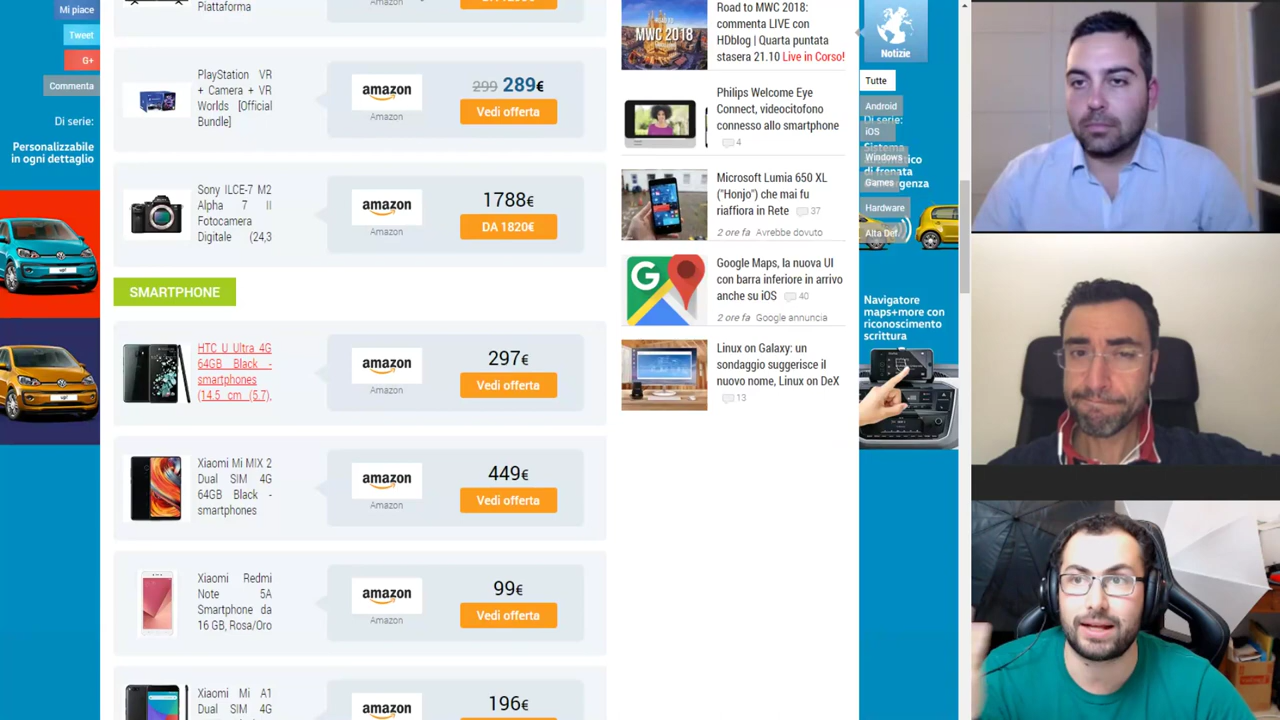 Mi piace
Tweet
G+
Commenta
Di serie:
Personalizzabile
in ogni dettaglio
Piattaforma
amazon
Amazon
PlayStation VR
+ Camera + VR
Worlds [Official
Bundle]
amazon
Amazon
299 289€
Vedi offerta
Sony ILCE-7 M2
Alpha 7 II
Fotocamera
Digitale (24,3
amazon
Amazon
1788€
DA 1820€
SMARTPHONE
HTC U Ultra 4G
64GB Black -
smartphones
(14.5 cm (5.7),
amazon
Amazon
297€
Vedi offerta
Xiaomi Mi MIX 2
Dual SIM 4G
64GB Black -
smartphones
amazon
Amazon
449€
Vedi offerta
Xiaomi Redmi
Note 5A
Smartphone da
16 GB, Rosa/Oro
amazon
Amazon
99€
Vedi offerta
Xiaomi Mi A1
Dual SIM 4G
amazon
196€
ROAD TO
MWC 2018
Road to MWC 2018:
commenta LIVE con
HDblog | Quarta puntata
stasera 21.10 Live in Corso!
Philips Welcome Eye
Connect, videocitofono
connesso allo smartphone
4
Microsoft Lumia 650 XL
("Honjo") che mai fu
riaffiora in Rete 37
2 ore fa Avrebbe dovuto
Google Maps, la nuova UI
con barra inferiore in arrivo
anche su iOS 40
2 ore fa Google annuncia
Linux on Galaxy: un
sondaggio suggerisce il
nuovo nome, Linux on DeX
13
Notizie
Tutte
Android
Di serie:
iOS
Windows
Games
Hardware
Alta Def.
Navigatore
maps+more con
riconoscimento
scrittura